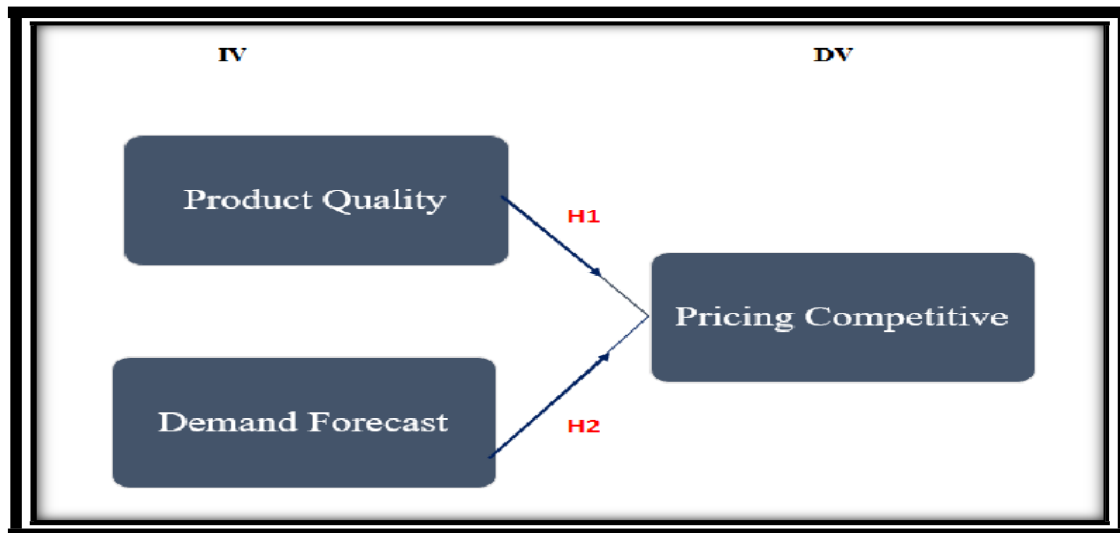 IV
DV
Product Quality
H1
Pricing Competitive
Demand Forecast
H2